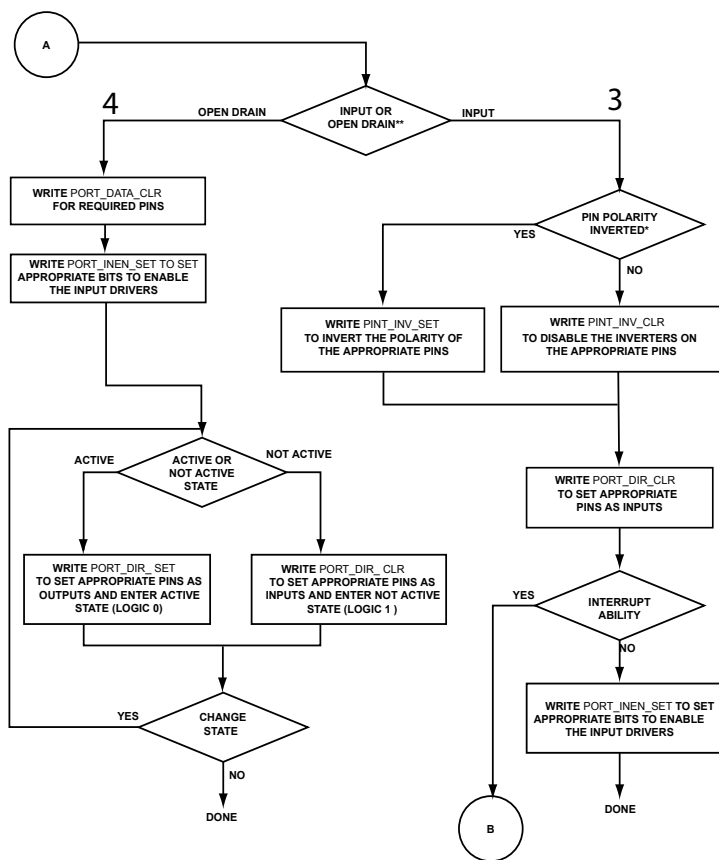 A
4
3
OPEN DRAIN
INPUT OR
OPEN DRAIN**
INPUT
WRITE PORT_DATA_CLR
FOR REQUIRED PINS
WRITE PORT_INEN_SET TO SET
APPROPRIATE BITS TO ENABLE
THE INPUT DRIVERS
PIN POLARITY
INVERTED*
YES
NO
WRITE PINT_INV_SET
TO INVERT THE POLARITY OF
THE APPROPRIATE PINS
WRITE PINT_INV_CLR
TO DISABLE THE INVERTERS ON
THE APPROPRIATE PINS
ACTIVE
ACTIVE OR
NOT ACTIVE
STATE
NOT ACTIVE
WRITE PORT_DIR_CLR
TO SET APPROPRIATE
PINS AS INPUTS
WRITE PORT_DIR_ SET
TO SET APPROPRIATE PINS AS
OUTPUTS AND ENTER ACTIVE
STATE (LOGIC 0)
WRITE PORT_DIR_ CLR
TO SET APPROPRIATE PINS AS
INPUTS AND ENTER NOT ACTIVE
STATE (LOGIC 1 )
YES
INTERRUPT
ABILITY
NO
YES
CHANGE
STATE
NO
DONE
WRITE PORT_INEN_SET TO SET
APPROPRIATE BITS TO ENABLE
THE INPUT DRIVERS
DONE
B